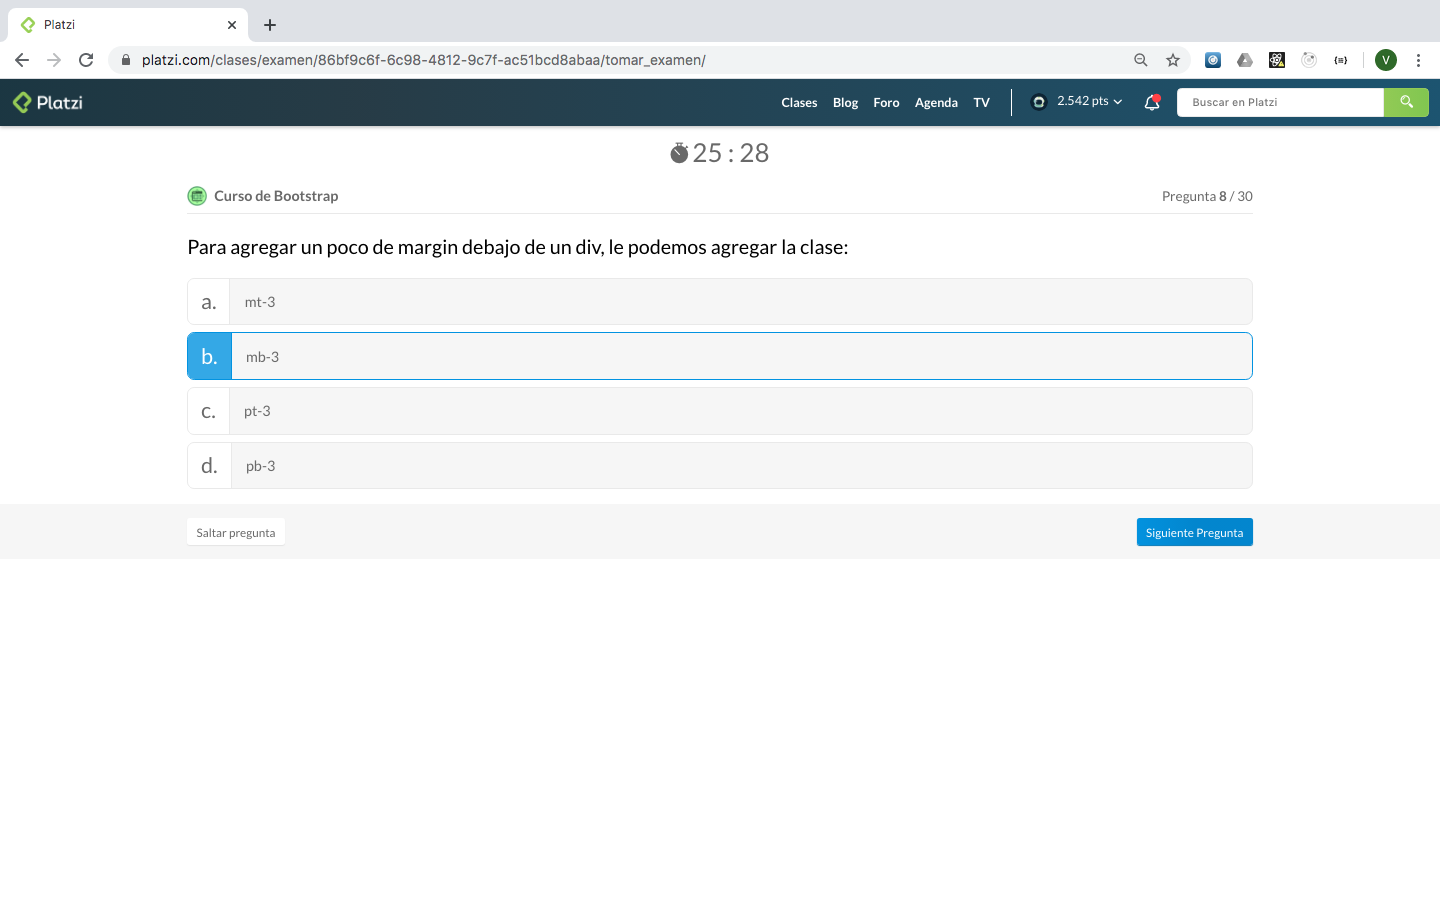 Platzi
platzi.com/clases/examen/86bf9c6f-6c98-4812-9c7f-ac51bcd8abaa/tomar_examen/
V
Platzi
Clases Blog Foro Agenda TV 2.542 pts Buscar en Platzi
25 : 28
Curso de Bootstrap
Pregunta 8 / 30
Para agregar un poco de margin debajo de un div, le podemos agregar la clase:
a. mt-3
b. mb-3
c. pt-3
d. pb-3
Saltar pregunta
Siguiente Pregunta